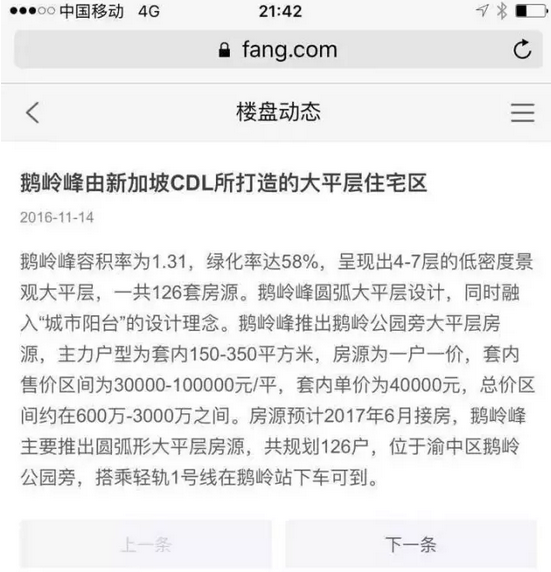 中国移动 4G 21:42
fang.com
楼盘动态
鹅岭峰由新加坡CDL所打造的大平层住宅区
2016-11-14
鹅岭峰容积率为1.31，绿化率达58%，呈现出4-7层的低密度景
观大平层，一共126套房源。鹅岭峰圆弧大平层设计，同时融
入“城市阳台”的设计理念。鹅岭峰推出鹅岭公园旁大平层房
源，主力户型为套内150-350平方米，房源为一户一价，套内
售价区间为30000-100000元/平，套内单价为40000元，总价区
间约在600万-3000万之间。房源预计2017年6月接房，鹅岭峰
主要推出圆弧形大平层房源，共规划126户，位于渝中区鹅岭
公园旁，搭乘轻轨1号线在鹅岭站下车可到。
上一条
下一条